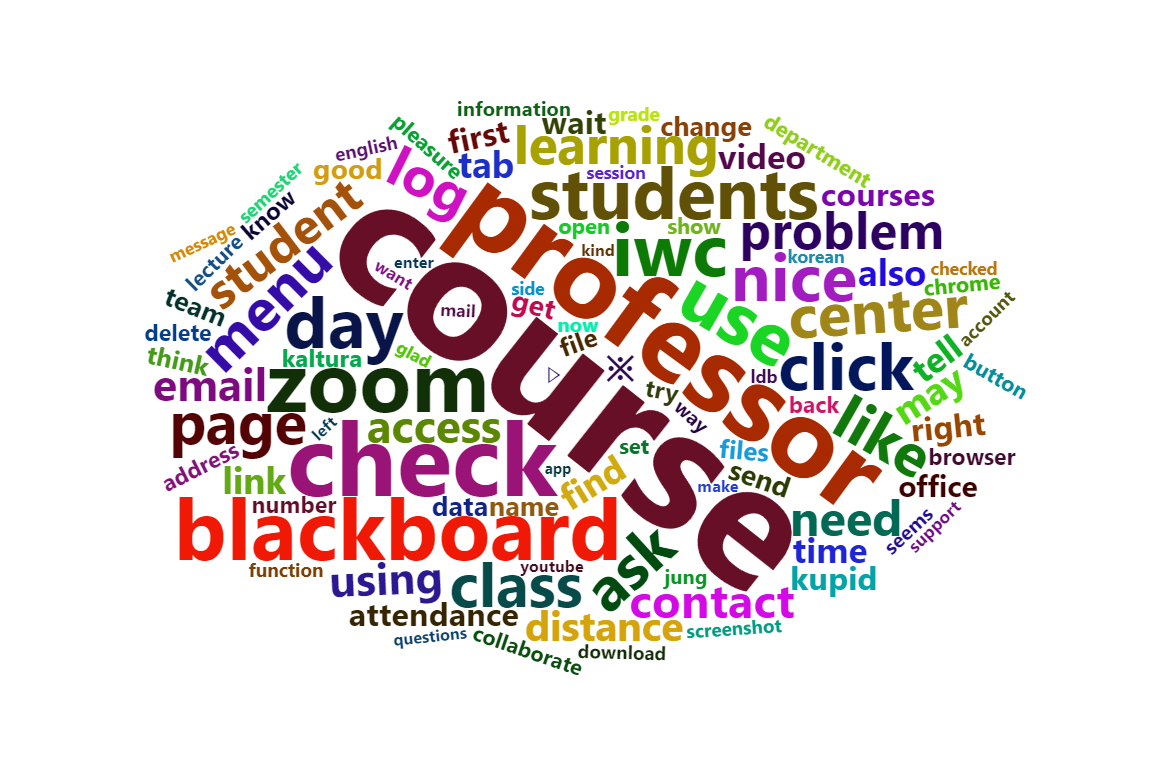 information
wait
grade
change
department
pleasure
first
learning
english
tab
video
good
log
session
students
courses
semester
know
student
professor
open
show
problem
message
lecture
menu
course
kind
iwc
korean
nice
also
checked
chrome
want
enter
side
get
use
center
account
team
day
mail
now
file
delete
kaltura
glad
▷
※
ldb
click
tell
button
think
email
zoom
try
way
back
like
may
page
left
access
set
files
right
browser
address
link
check
app
find
send
make
office
number
data
name
need
seems
support
blackboard
ask
time
function
using
class
youtube
jung
contact
kupid
attendance
distance
screenshot
questions
collaborate
download